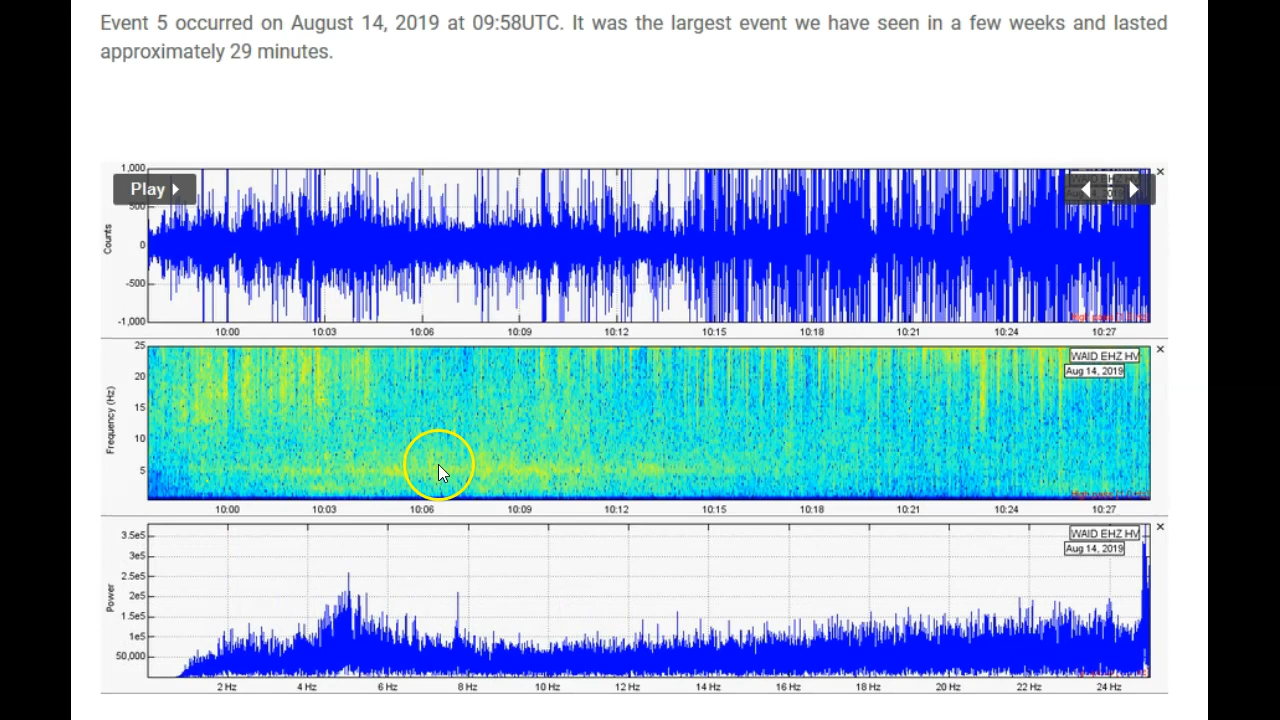 Event 5 occurred on August 14, 2019 at 09:58UTC. It was the largest event we have seen in a few weeks and lasted
approximately 29 minutes.
1,000
Play
500
0
-500
-1,000
Counts
10:00 10:03 10:06 10:09 10:12 10:15 10:18 10:21 10:24 10:27
WAID EHZ HV
Aug 14, 2019
25
20
15
10
5
Frequency (Hz)
10:00 10:03 10:06 10:09 10:12 10:15 10:18 10:21 10:24 10:27
WAID EHZ HV
Aug 14, 2019
3.5e5
3e5
2.5e5
2e5
1.5e5
1e5
50,000
Power
2 Hz 4 Hz 6 Hz 8 Hz 10 Hz 12 Hz 14 Hz 16 Hz 18 Hz 20 Hz 22 Hz 24 Hz